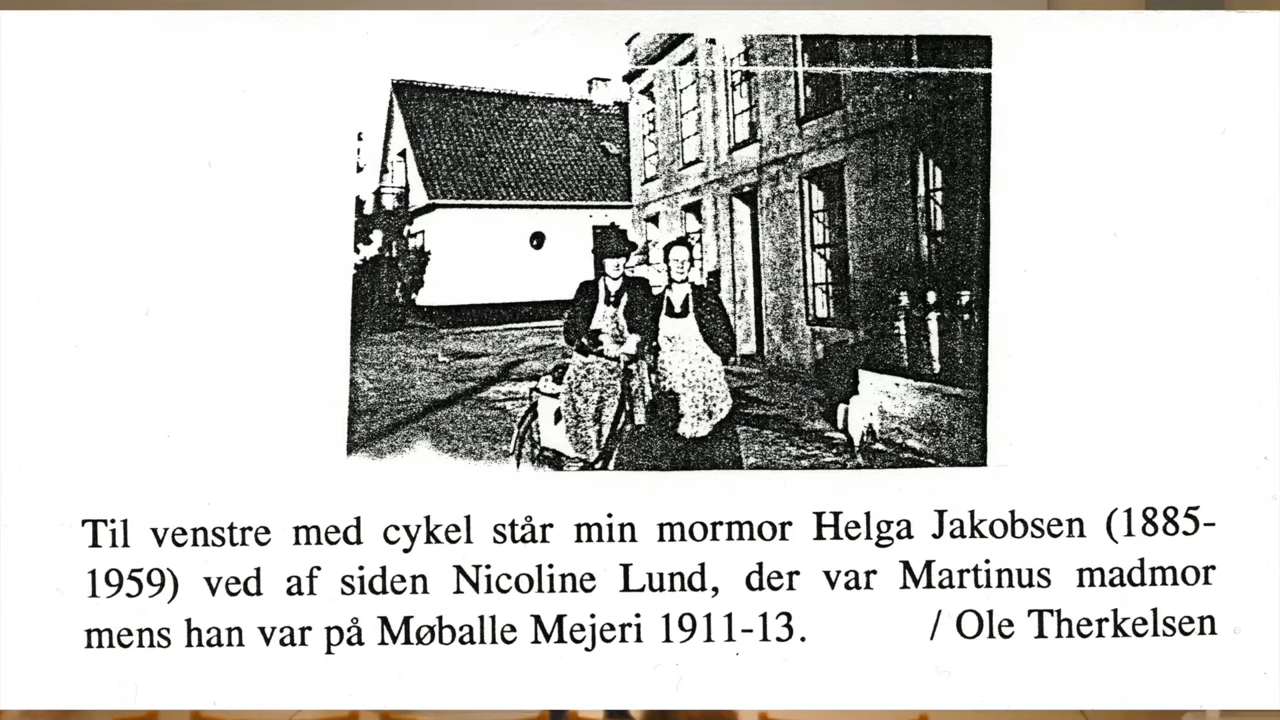 Til venstre med cykel står min mormor Helga Jakobsen (1885-
1959) ved af siden Nicoline Lund, der var Martinus madmor
mens han var på Møballe Mejeri 1911-13. / Ole Therkelsen